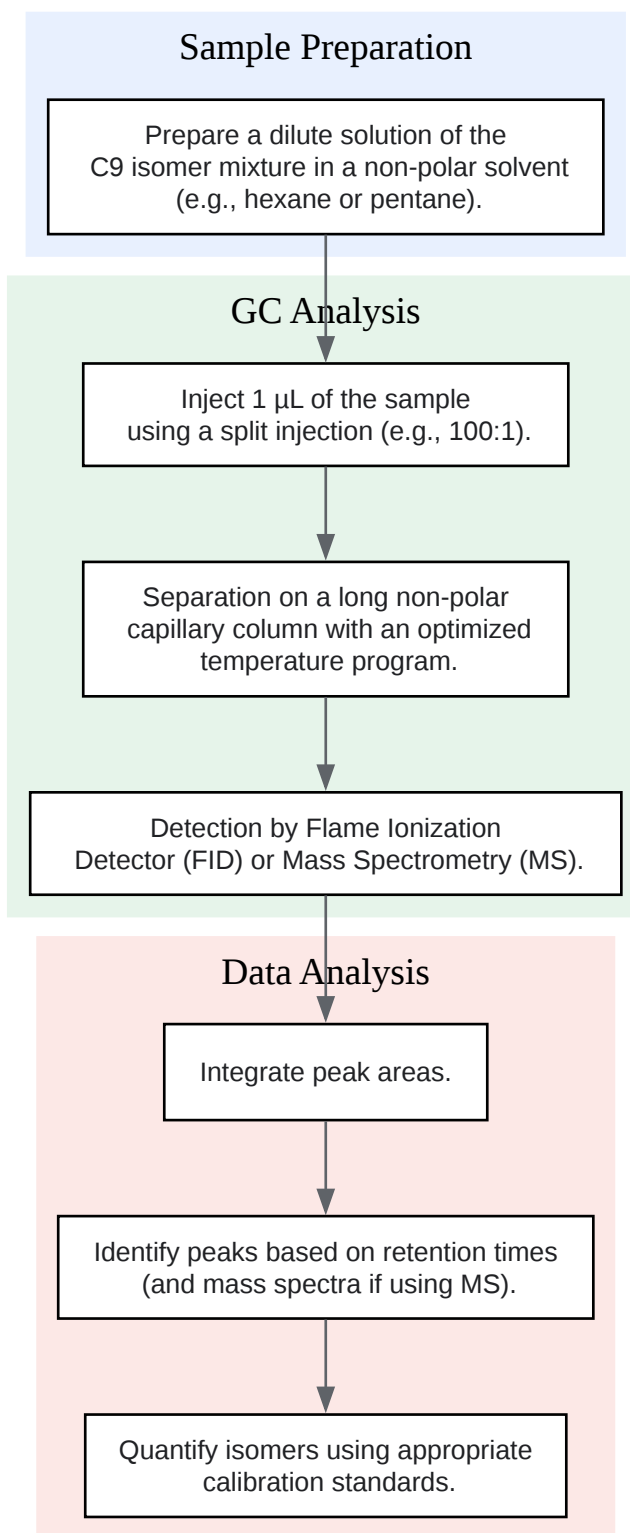 Sample Preparation
Prepare a dilute solution of the
C9 isomer mixture in a non-polar solvent
(e.g., hexane or pentane).
GC Analysis
Inject 1 µL of the sample
using a split injection (e.g., 100:1).
Separation on a long non-polar
capillary column with an optimized
temperature program.
Detection by Flame Ionization
Detector (FID) or Mass Spectrometry (MS).
Data Analysis
Integrate peak areas.
Identify peaks based on retention times
(and mass spectra if using MS).
Quantify isomers using appropriate
calibration standards.